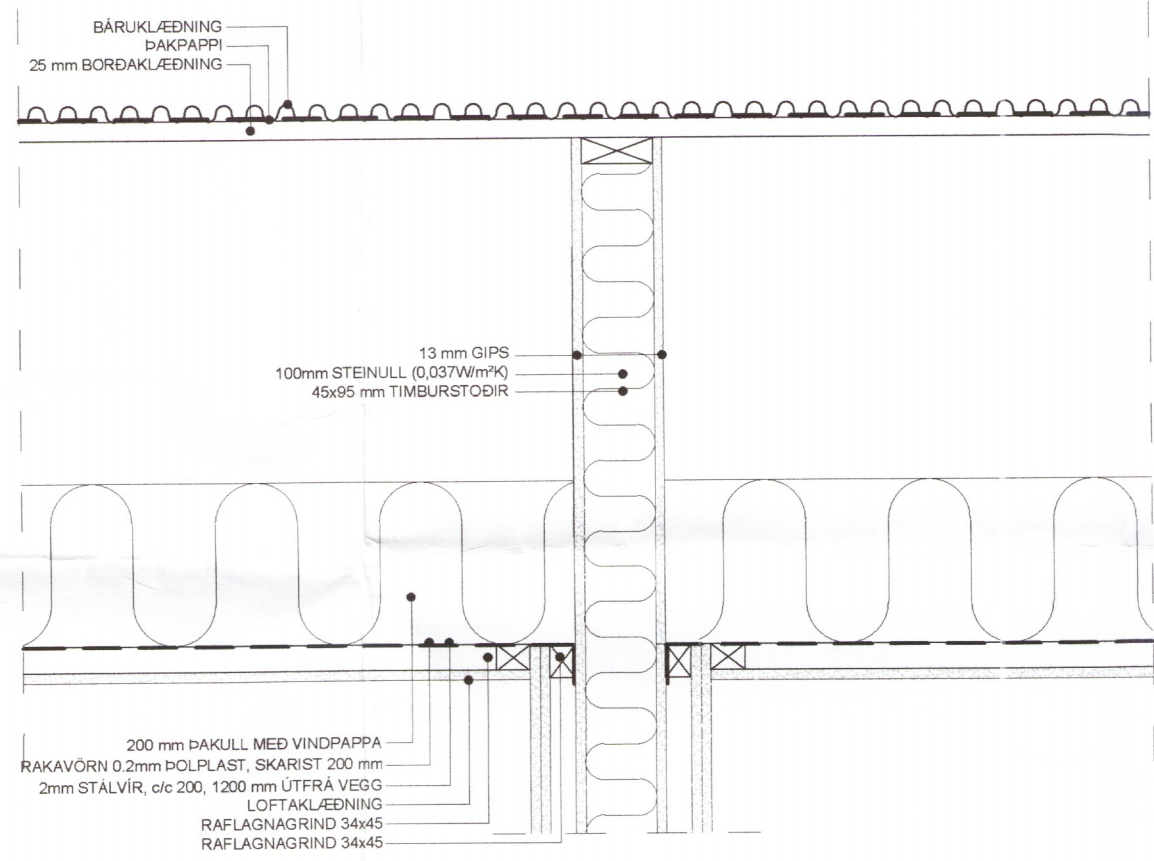 BÁRUKLÆÐNING
ÞAKPAPPI
25 mm BORÐAKLÆÐNING
13 mm GIPS
100mm STEINULL (0,037W/m²K)
45x95 mm TIMBURSTOÐIR
200 mm ÞAKULL MEÐ VINDPAPPA
RAKAVÖRN 0.2mm ÞOLPLAST, SKARIST 200 mm
2mm STÁLVÍR, c/c 200, 1200 mm ÚTFRÁ VEGG
LOFTAKLÆÐNING
RAFLAGNAGRIND 34x45
RAFLAGNAGRIND 34x45